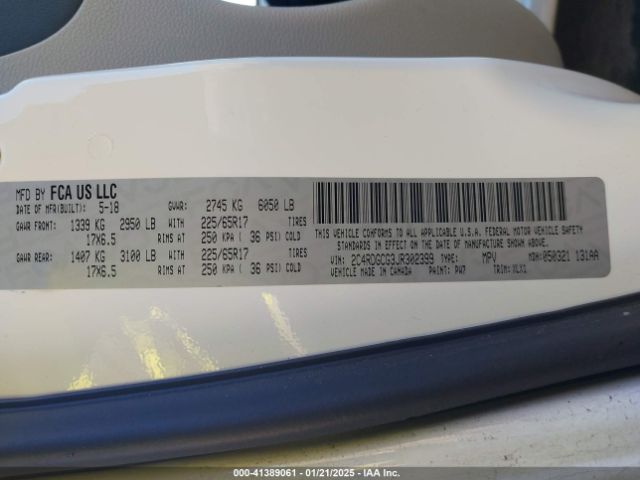 MFD BY FCA US LLC
DATE OF MFR(BUILT): 5-18 GVWR: 2745 KG 6050 LB
GAWR FRONT: 1339 KG 2950 LB WITH 225/65R17 TIRES
17X6.5 RIMS AT 250 KPA ( 36 PSI) COLD
GAWR REAR: 1407 KG 3100 LB WITH 225/65R17 TIRES
17X6.5 RIMS AT 250 KPA ( 36 PSI) COLD
THIS VEHICLE CONFORMS TO ALL APPLICABLE U.S.A. FEDERAL MOTOR VEHICLE SAFETY
STANDARDS IN EFFECT ON THE DATE OF MANUFACTURE SHOWN ABOVE.
VIN: 2C4RDGCG3JR302399 TYPE: MPV MDH: 050321 131AA
VEHICLE MADE IN CANADA PAINT: PW7 TRIM: XLX1
000-41389061 / 01/21/2025 - IAA Inc.